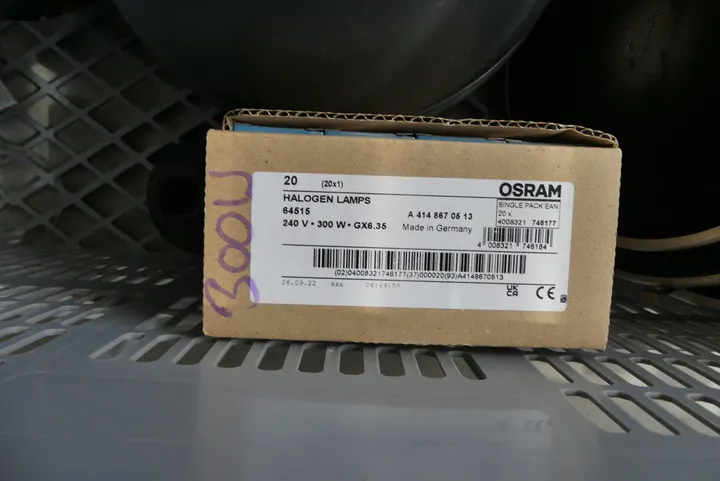 300W
20 (20x1)
HALOGEN LAMPS
64515
240 V • 300 W • GX6.35
A 414 867 05 13
Made in Germany
OSRAM
SINGLE PACK EAN
20 x
4008321 746177
4 008321 746184
(02)04008321746177(37)000020(93)A4148670513
26.09.22 xxx
UK
CA
CE